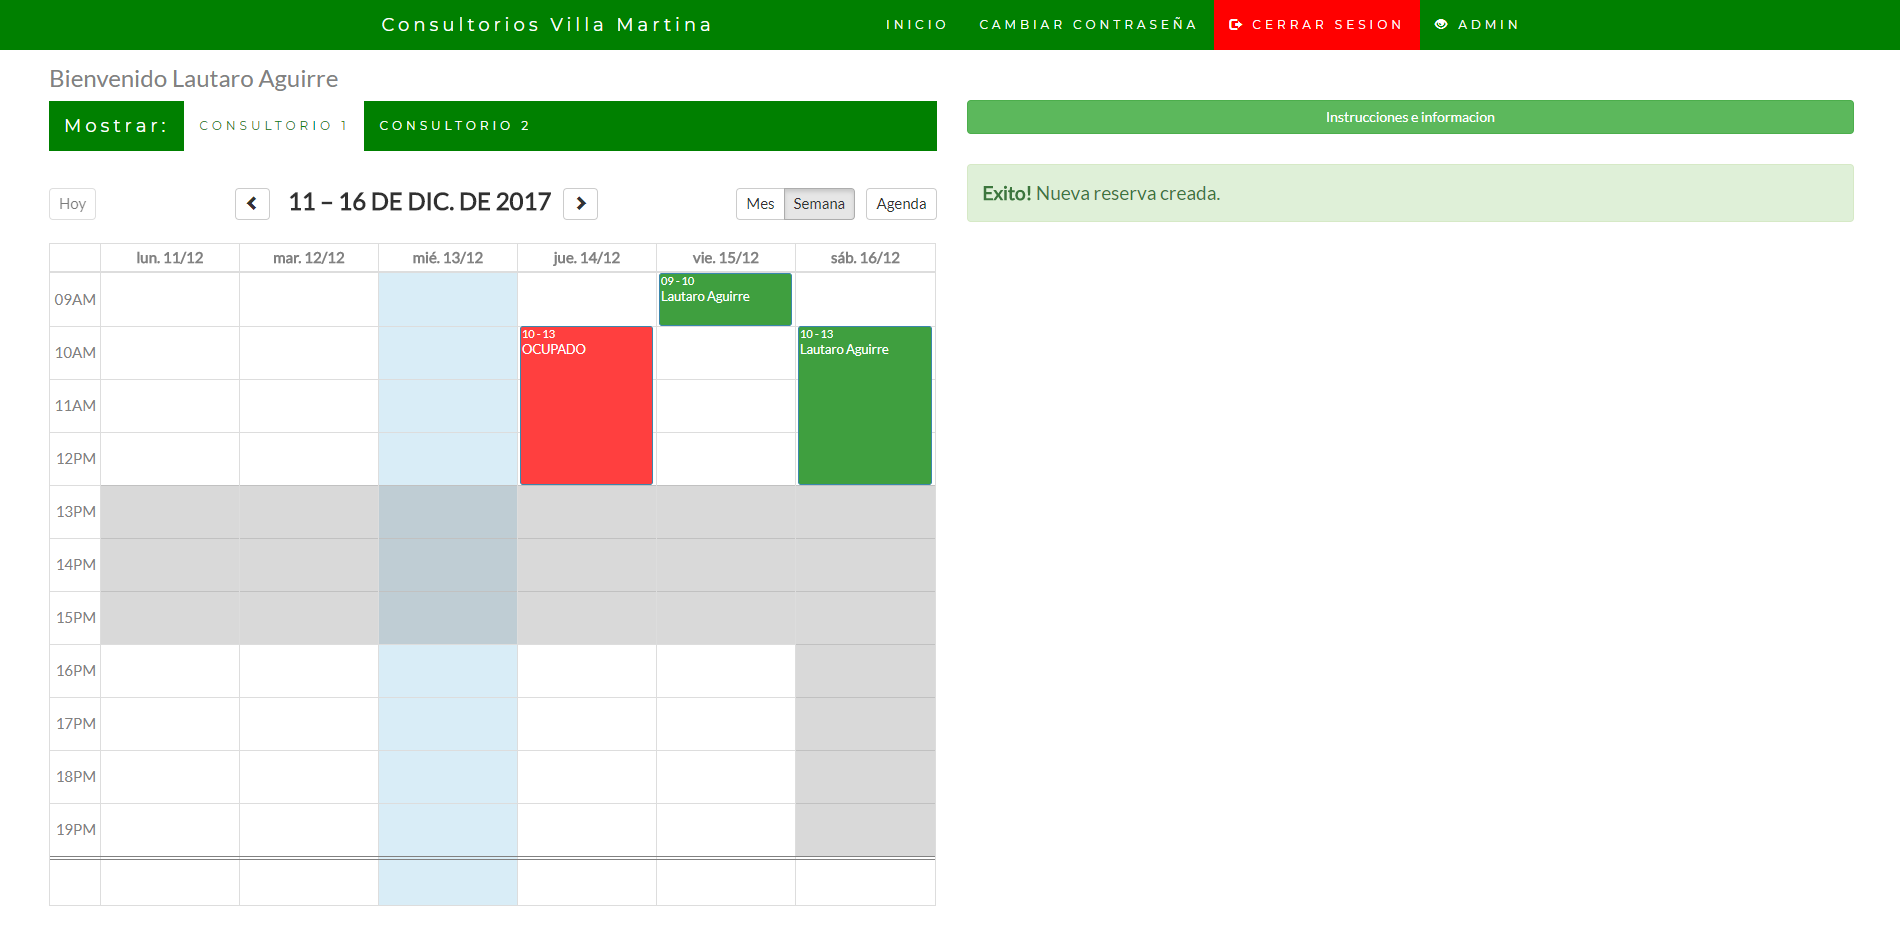 Consultorios Villa Martina
INICIO
CAMBIAR CONTRASEÑA
CERRAR SESION
ADMIN
Bienvenido Lautaro Aguirre
Mostrar:
CONSULTORIO 1
CONSULTORIO 2
Instrucciones e informacion
Exito! Nueva reserva creada.
Hoy
11 – 16 DE DIC. DE 2017
Mes
Semana
Agenda
lun. 11/12
mar. 12/12
mié. 13/12
jue. 14/12
vie. 15/12
sáb. 16/12
09AM
09 - 10
Lautaro Aguirre
10AM
10 - 13
OCUPADO
10 - 13
Lautaro Aguirre
11AM
12PM
13PM
14PM
15PM
16PM
17PM
18PM
19PM